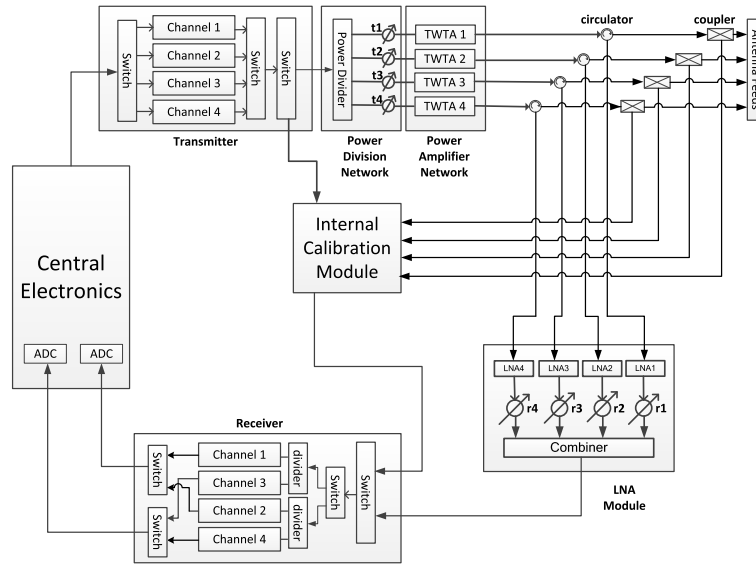 circulator
coupler
Switch
Channel 1
Channel 2
Channel 3
Channel 4
Switch
Switch
Transmitter
Power Divider
t1
t2
t3
t4
Power
Division
Network
TWTA 1
TWTA 2
TWTA 3
TWTA 4
Power
Amplifier
Network
Antenna Feeds
Internal
Calibration
Module
Central
Electronics
ADC
ADC
LNA4
LNA3
LNA2
LNA1
r4
r3
r2
r1
Combiner
LNA
Module
Receiver
Switch
Switch
Channel 1
Channel 3
Channel 2
Channel 4
divider
divider
Switch
Switch